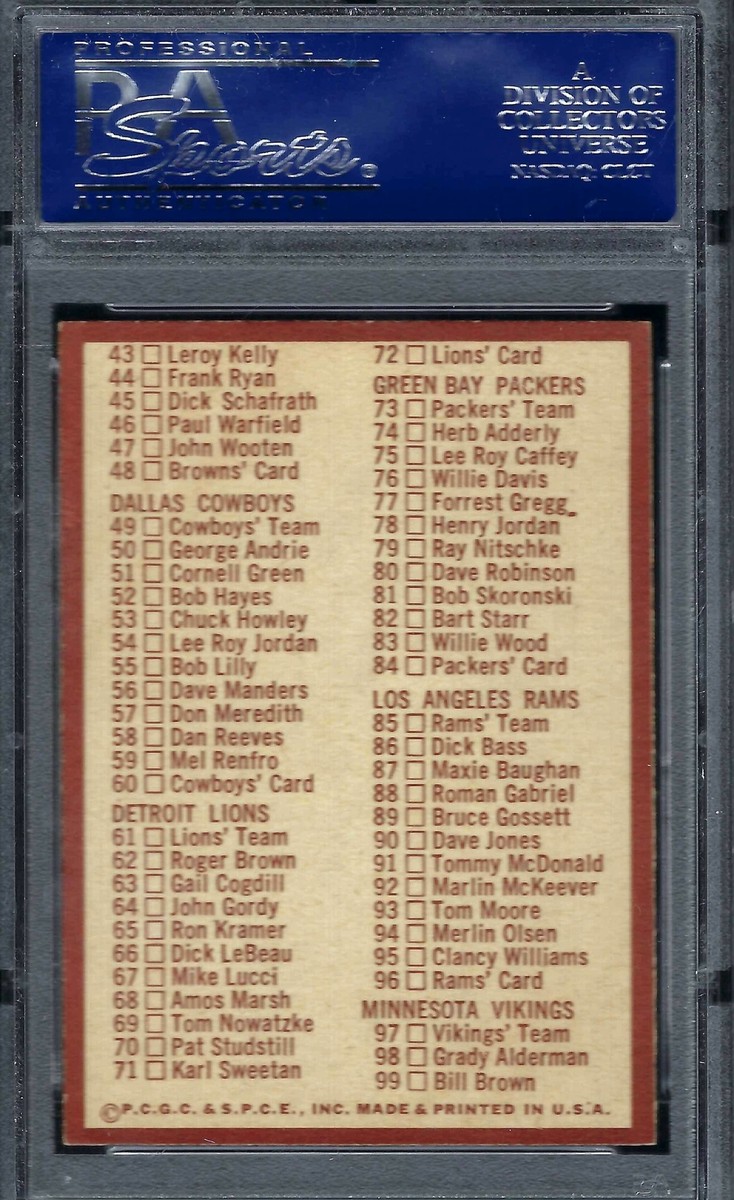 PROFESSIONAL
PSA
Sports®
AUTHENTICATOR
A
DIVISION OF
COLLECTORS
UNIVERSE
NASDAQ: CLCT
43 □ Leroy Kelly
44 □ Frank Ryan
45 □ Dick Schafrath
46 □ Paul Warfield
47 □ John Wooten
48 □ Browns' Card
DALLAS COWBOYS
49 □ Cowboys' Team
50 □ George Andrie
51 □ Cornell Green
52 □ Bob Hayes
53 □ Chuck Howley
54 □ Lee Roy Jordan
55 □ Bob Lilly
56 □ Dave Manders
57 □ Don Meredith
58 □ Dan Reeves
59 □ Mel Renfro
60 □ Cowboys' Card
DETROIT LIONS
61 □ Lions' Team
62 □ Roger Brown
63 □ Gail Cogdill
64 □ John Gordy
65 □ Ron Kramer
66 □ Dick LeBeau
67 □ Mike Lucci
68 □ Amos Marsh
69 □ Tom Nowatzke
70 □ Pat Studstill
71 □ Karl Sweetan
72 □ Lions' Card
GREEN BAY PACKERS
73 □ Packers' Team
74 □ Herb Adderly
75 □ Lee Roy Caffey
76 □ Willie Davis
77 □ Forrest Gregg
78 □ Henry Jordan
79 □ Ray Nitschke
80 □ Dave Robinson
81 □ Bob Skoronski
82 □ Bart Starr
83 □ Willie Wood
84 □ Packers' Card
LOS ANGELES RAMS
85 □ Rams' Team
86 □ Dick Bass
87 □ Maxie Baughan
88 □ Roman Gabriel
89 □ Bruce Gossett
90 □ Dave Jones
91 □ Tommy McDonald
92 □ Marlin McKeever
93 □ Tom Moore
94 □ Merlin Olsen
95 □ Clancy Williams
96 □ Rams' Card
MINNESOTA VIKINGS
97 □ Vikings' Team
98 □ Grady Alderman
99 □ Bill Brown
©P.C.G.C. & S.P.C.E., INC. MADE & PRINTED IN U.S.A.